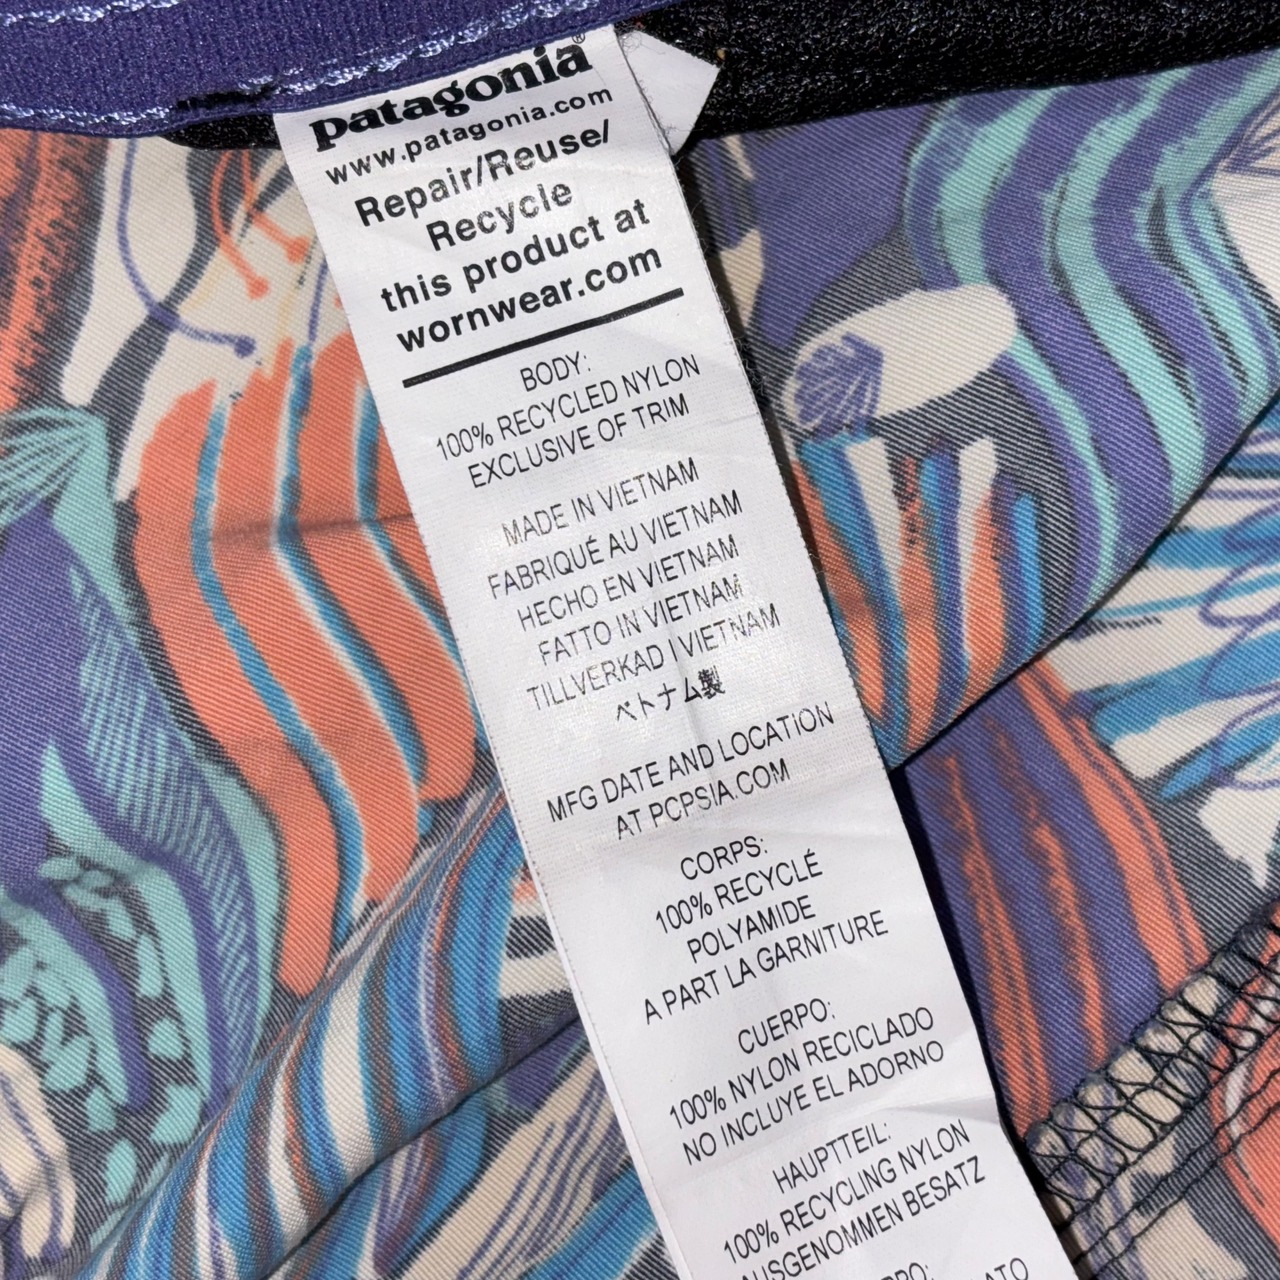 patagonia®
www.patagonia.com
Repair/Reuse/
Recycle
this product at
wornwear.com
BODY:
100% RECYCLED NYLON
EXCLUSIVE OF TRIM
MADE IN VIETNAM
FABRIQUÉ AU VIETNAM
HECHO EN VIETNAM
FATTO IN VIETNAM
TILLVERKAD I VIETNAM
ベトナム製
MFG DATE AND LOCATION
AT PCPSIA.COM
CORPS:
100% RECYCLÉ
POLYAMIDE
A PART LA GARNITURE
CUERPO:
100% NYLON RECICLADO
NO INCLUYE EL ADORNO
HAUPTTEIL:
100% RECYCLING NYLON
AUSGENOMMEN BESATZ